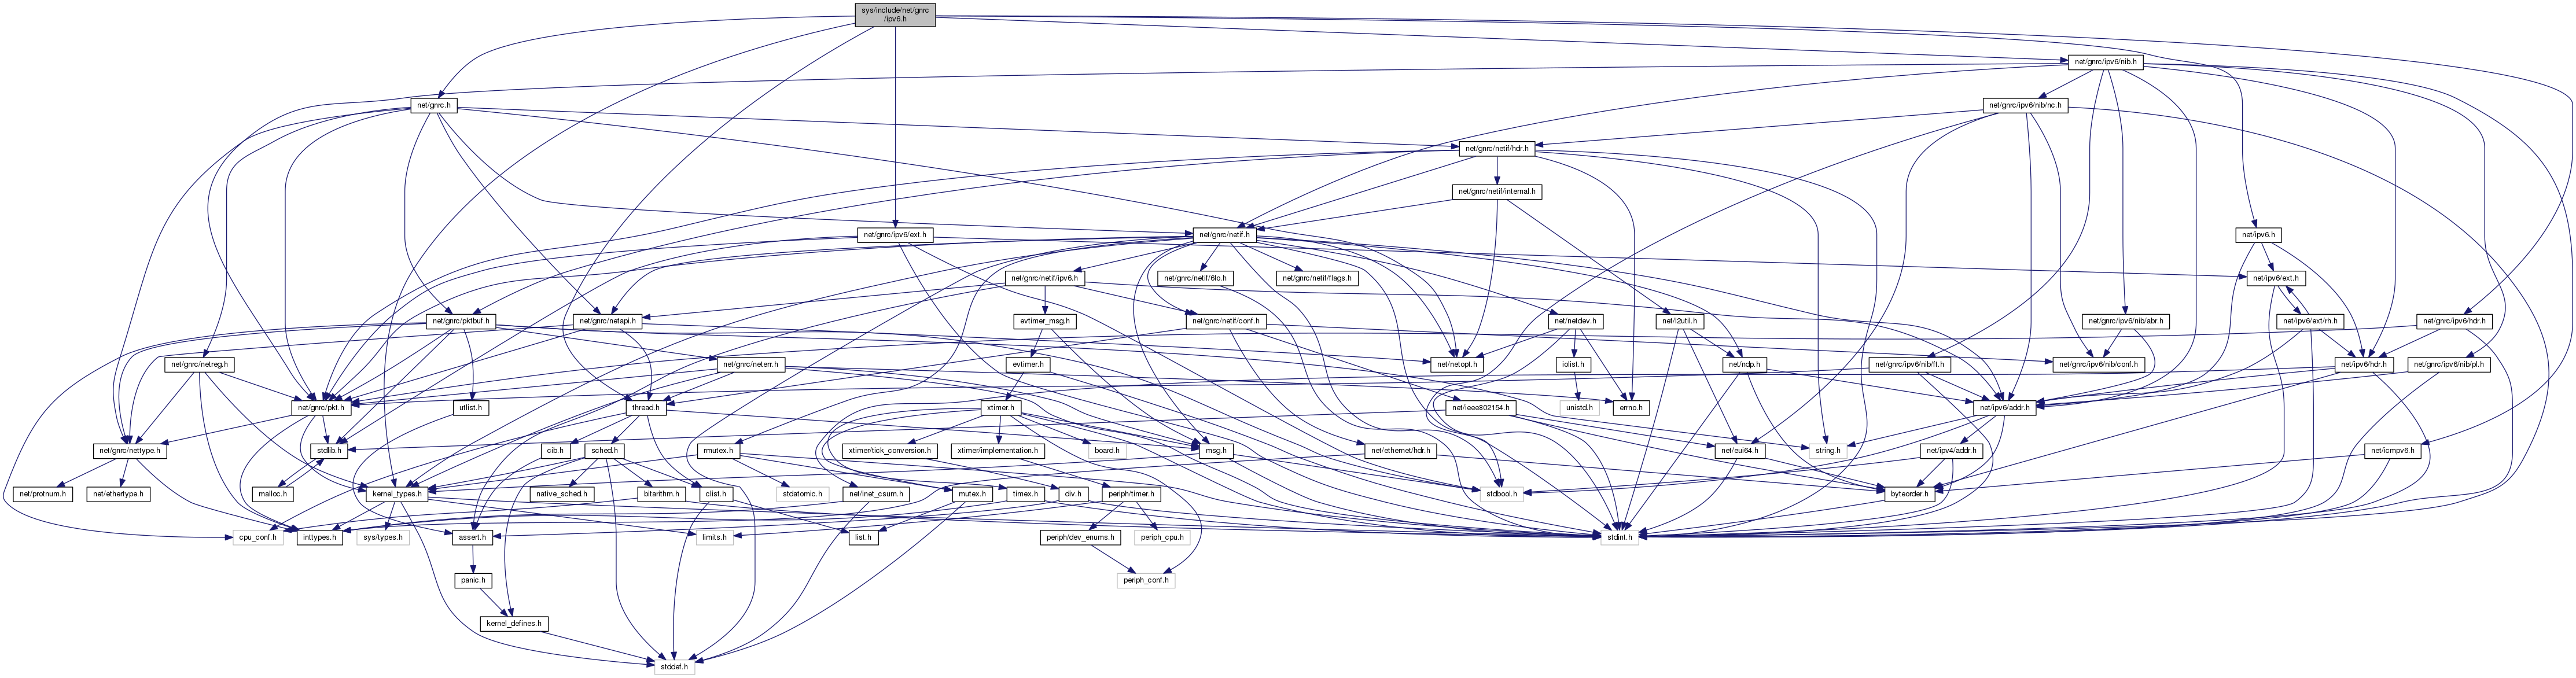 sys/include/net/gnrc
/ipv6.h
net/gnrc/ipv6/nib.h
net/gnrc.h
net/gnrc/ipv6/nib/nc.h
net/gnrc/netif/hdr.h
net/gnrc/netif/internal.h
net/gnrc/ipv6/ext.h
net/gnrc/netif.h
net/ipv6.h
net/gnrc/netif/ipv6.h
net/gnrc/netif/6lo.h
net/gnrc/netif/flags.h
net/ipv6/ext.h
net/gnrc/pktbuf.h
net/gnrc/netapi.h
evtimer_msg.h
net/gnrc/netif/conf.h
net/netdev.h
net/l2util.h
net/gnrc/ipv6/nib/abr.h
net/ipv6/ext/rh.h
net/gnrc/ipv6/hdr.h
net/gnrc/netreg.h
net/gnrc/neterr.h
evtimer.h
net/netopt.h
iolist.h
net/ndp.h
net/gnrc/ipv6/nib/ft.h
net/gnrc/ipv6/nib/conf.h
net/ipv6/hdr.h
net/gnrc/ipv6/nib/pl.h
net/gnrc/pkt.h
utlist.h
thread.h
xtimer.h
net/ieee802154.h
unistd.h
errno.h
net/ipv6/addr.h
net/gnrc/nettype.h
stdlib.h
cib.h
sched.h
rmutex.h
xtimer/tick_conversion.h
xtimer/implementation.h
board.h
msg.h
net/ethernet/hdr.h
net/eui64.h
string.h
net/ipv4/addr.h
net/icmpv6.h
net/protnum.h
net/ethertype.h
malloc.h
kernel_types.h
native_sched.h
bitarithm.h
clist.h
stdatomic.h
net/inet_csum.h
mutex.h
timex.h
div.h
periph/timer.h
stdbool.h
byteorder.h
cpu_conf.h
inttypes.h
sys/types.h
assert.h
limits.h
list.h
periph/dev_enums.h
periph_cpu.h
stdint.h
panic.h
periph_conf.h
kernel_defines.h
stddef.h